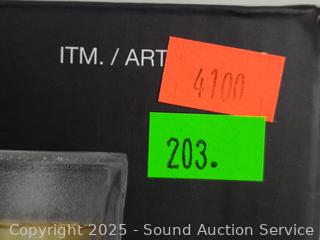 ITM. / ART
4100
203.
Copyright 2025 - Sound Auction Service